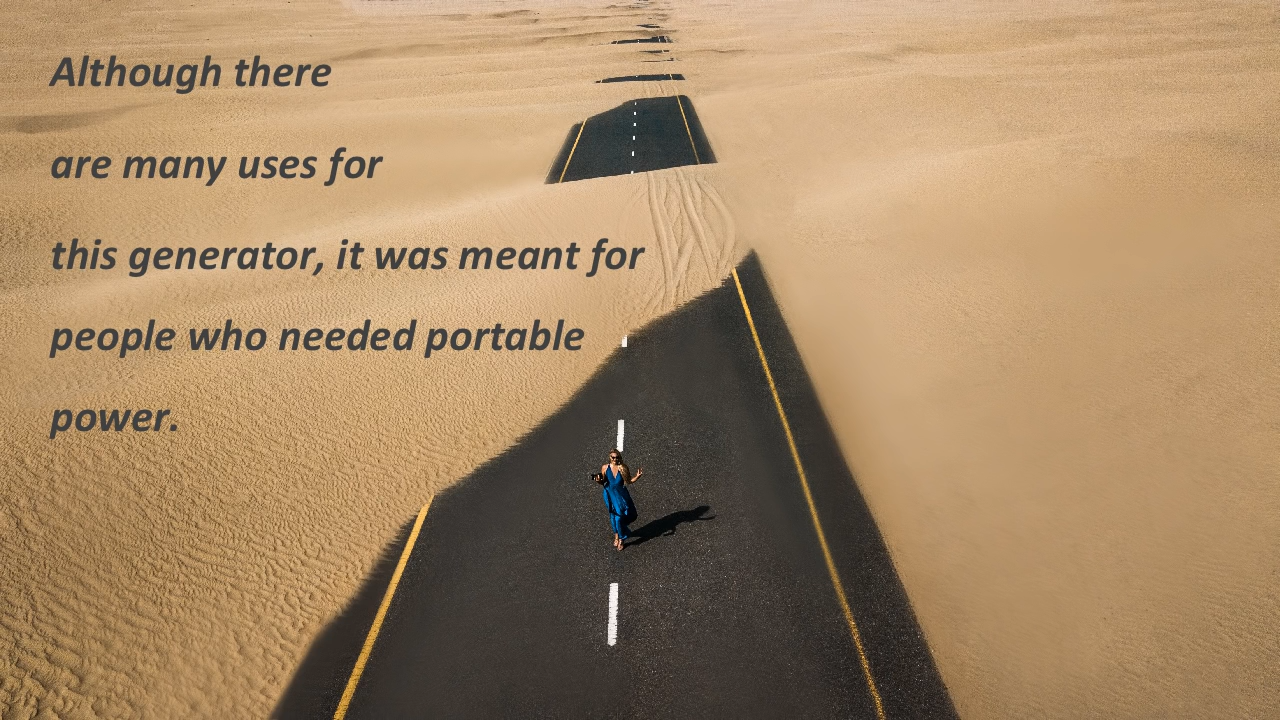 Although there
are many uses for
this generator, it was meant for
people who needed portable
power.